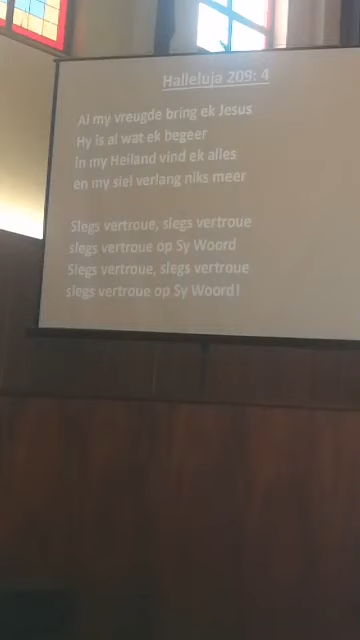 Halleluja 209: 4
Al my vreugde bring ek Jesus
Hy is al wat ek begeer
in my Heiland vind ek alles
en my siel verlang niks meer
Slegs vertroue, slegs vertroue
slegs vertroue op Sy Woord
Slegs vertroue, slegs vertroue
slegs vertroue op Sy Woord!